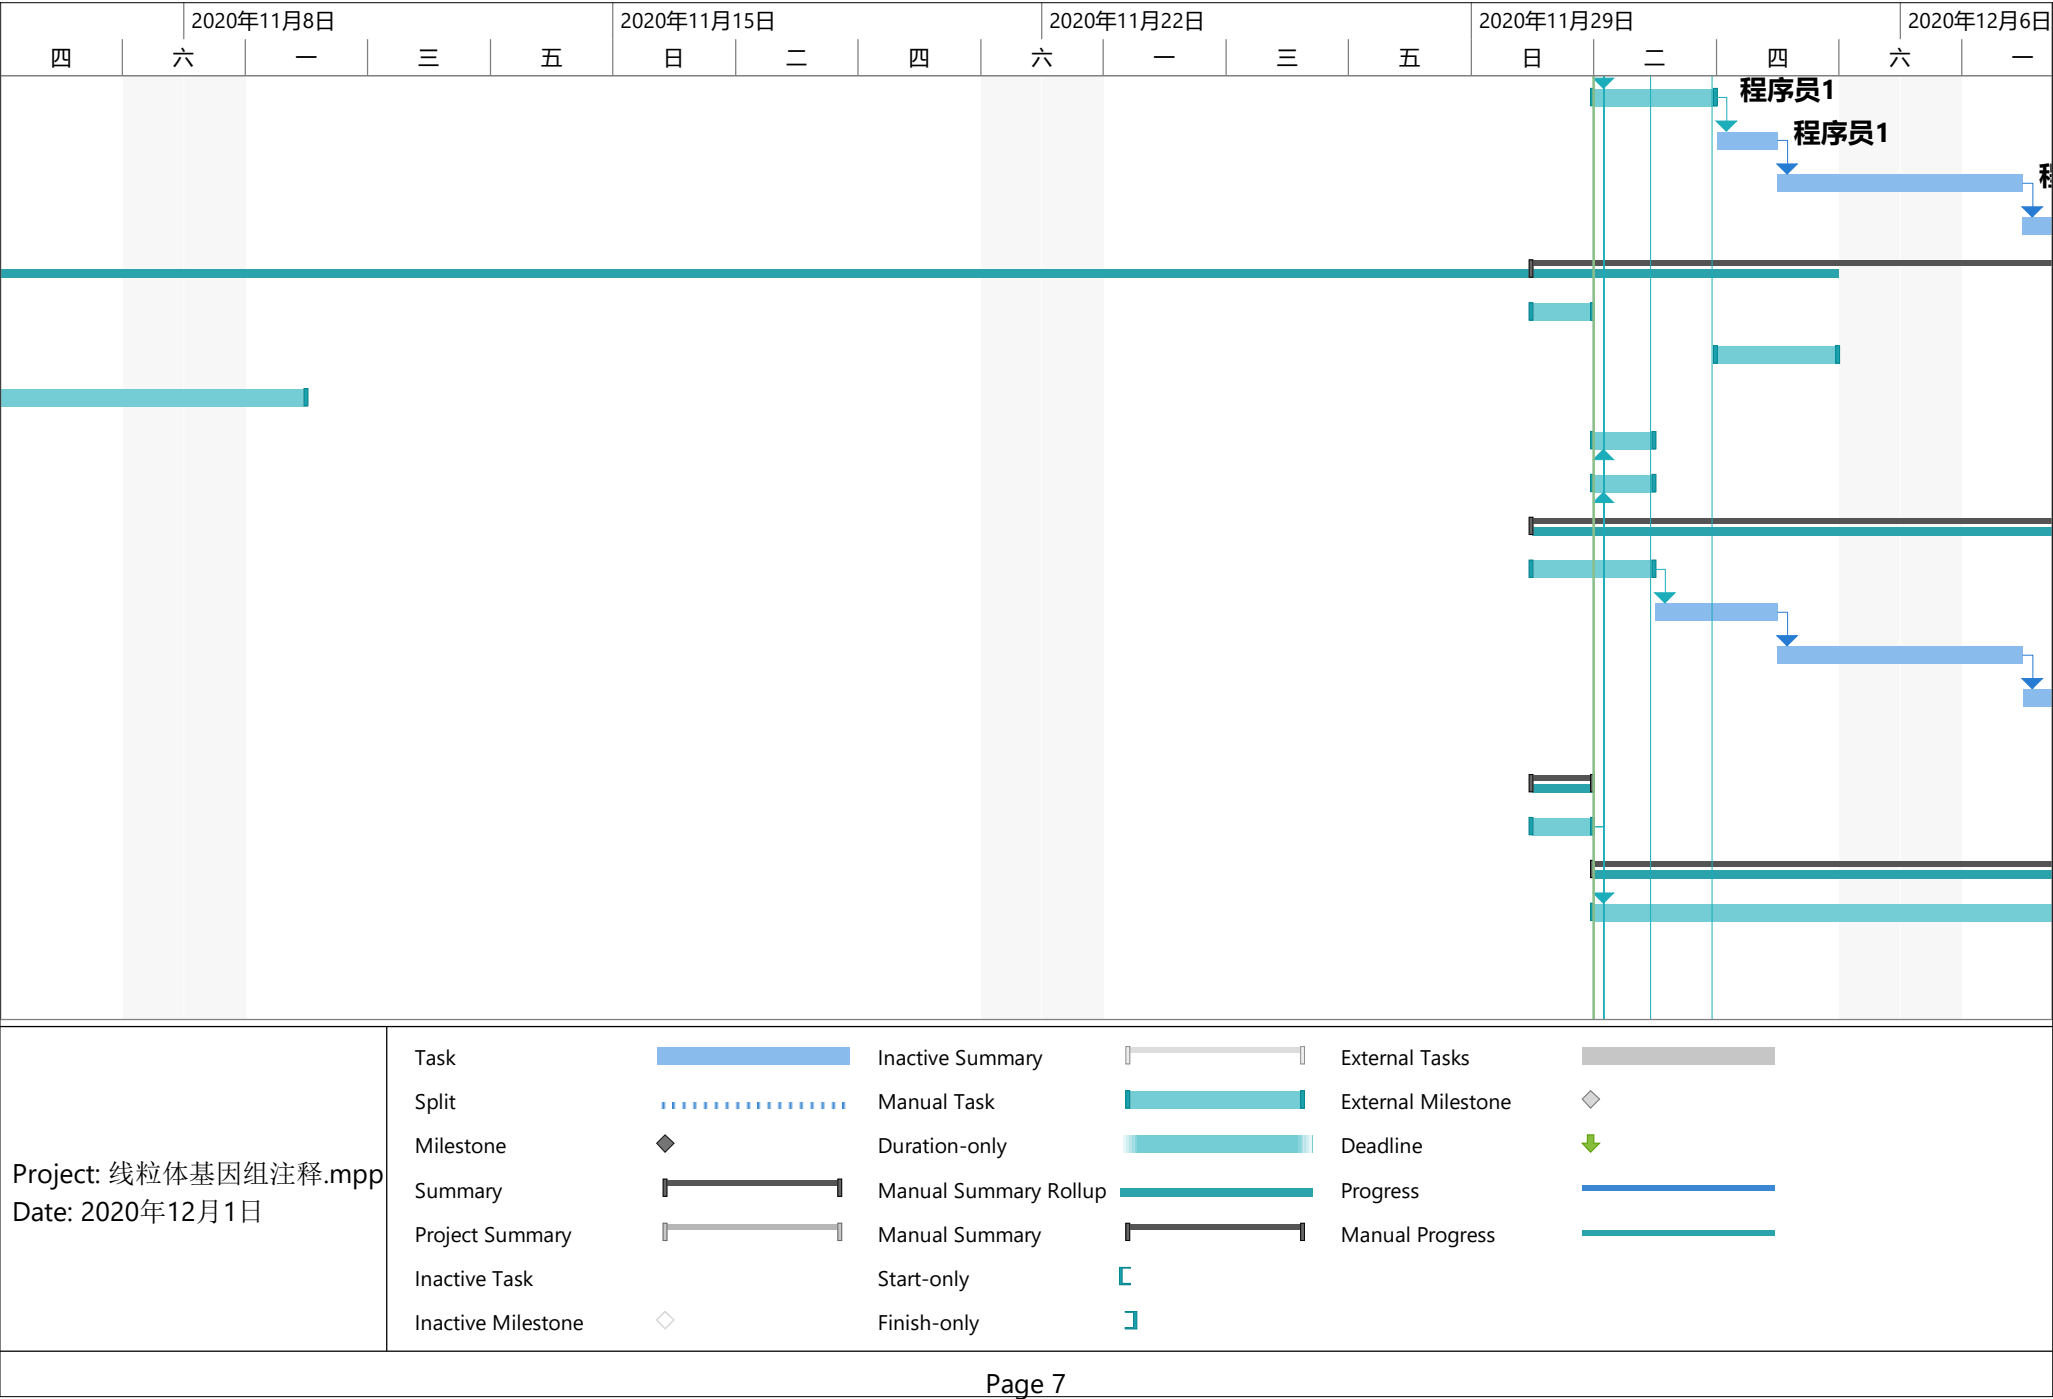 2020年11月8日 2020年11月15日 2020年11月22日 2020年11月29日 2020年12月6日
四 六 一 三 五 日 二 四 六 一 三 五 日 二 四 六 一
程序员1
程序员1
Task
Split
Milestone
Summary
Project Summary
Inactive Task
Inactive Milestone
Inactive Summary
Manual Task
Duration-only
Manual Summary Rollup
Manual Summary
Start-only
Finish-only
External Tasks
External Milestone
Deadline
Progress
Manual Progress
Project: 线粒体基因组注释.mpp
Date: 2020年12月1日
Page 7